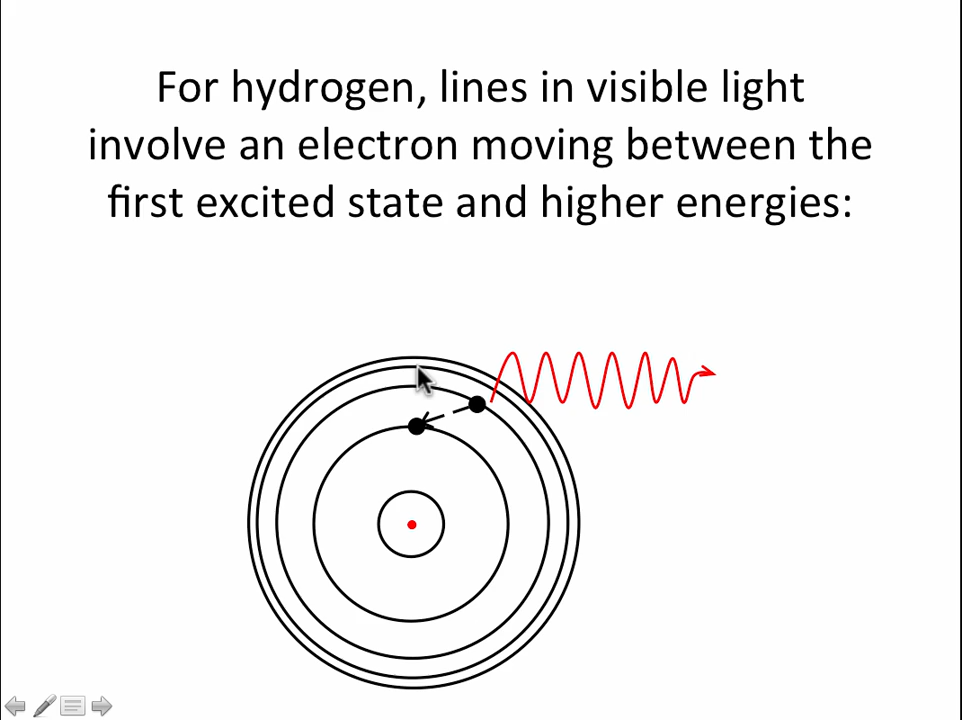 For hydrogen, lines in visible light
involve an electron moving between the
first excited state and higher energies: